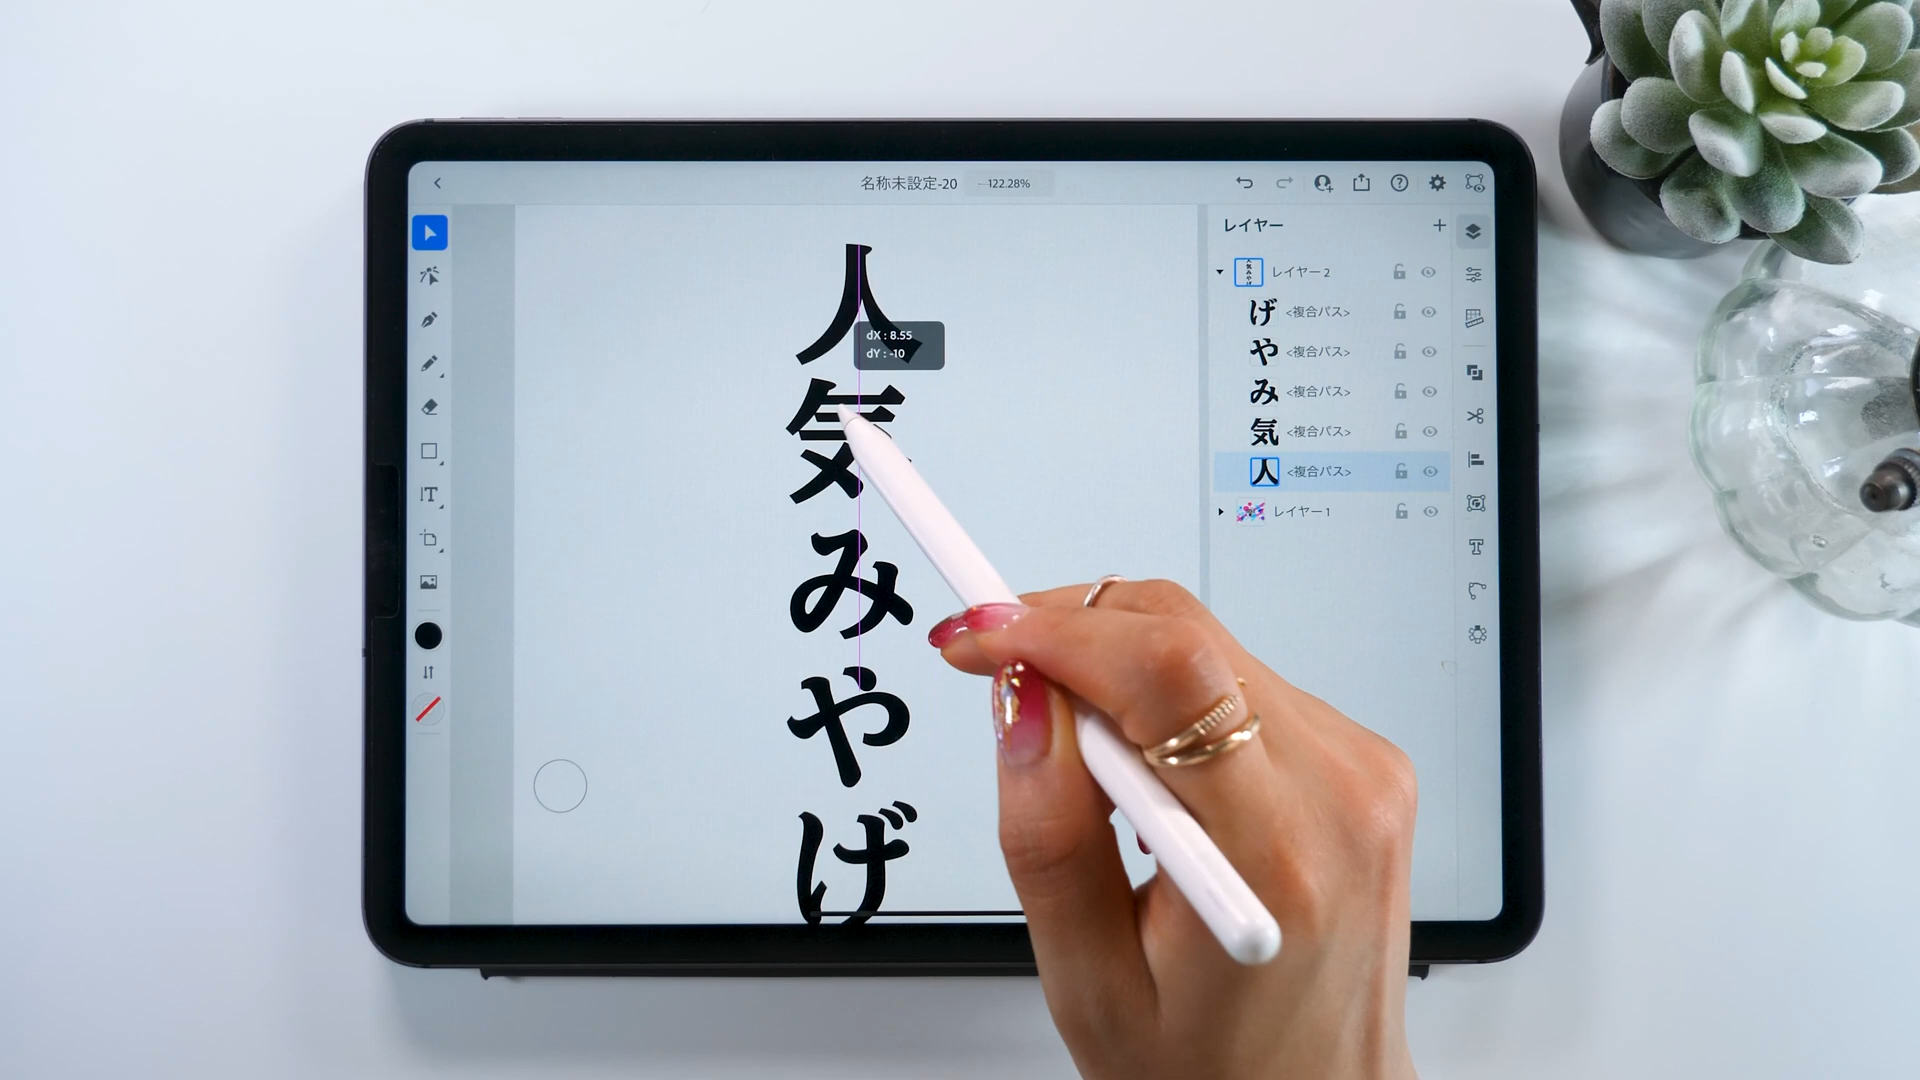 名称未設定-20 122.28%
人気みやげ
dX : 8.55
dY : -10
レイヤー
レイヤー 2
げ <複合パス>
や <複合パス>
み <複合パス>
気 <複合パス>
人 <複合パス>
レイヤー 1